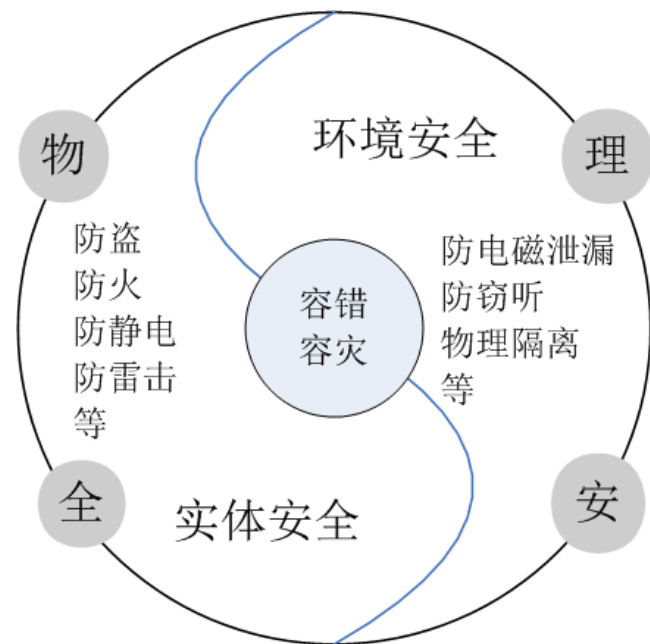 物
理
安
全
环境安全
防盗
防火
防静电
防雷击
等
容错
容灾
防电磁泄漏
防窃听
物理隔离
等
实体安全